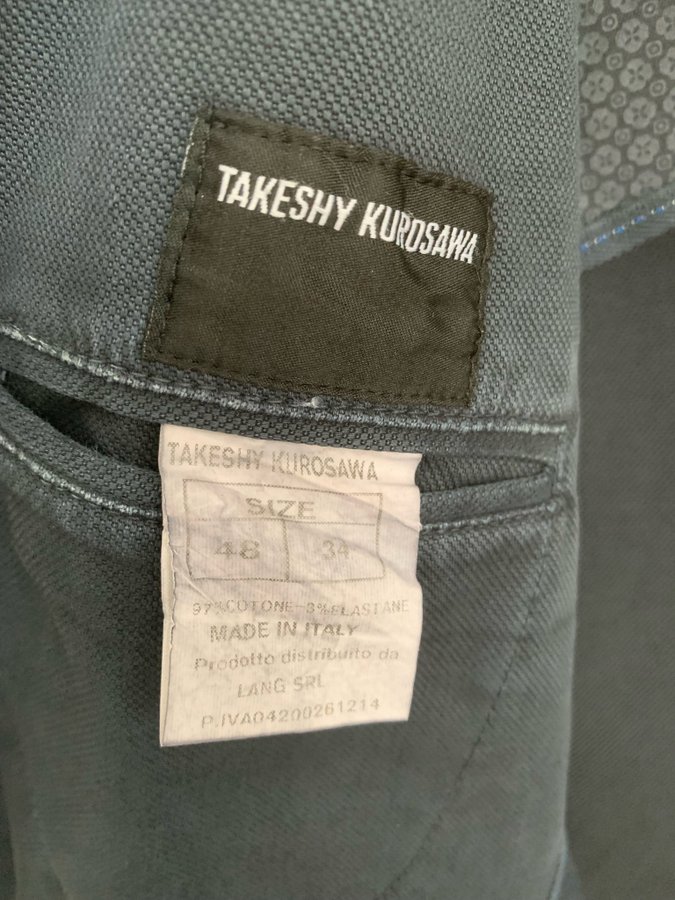 TAKESHY KUROSAWA
TAKESHY KUROSAWA
SIZE
48 34
97%COTONE-3%ELASTANE
MADE IN ITALY
Prodotto distribuito da
LANG SRL
P.IVA04200261214